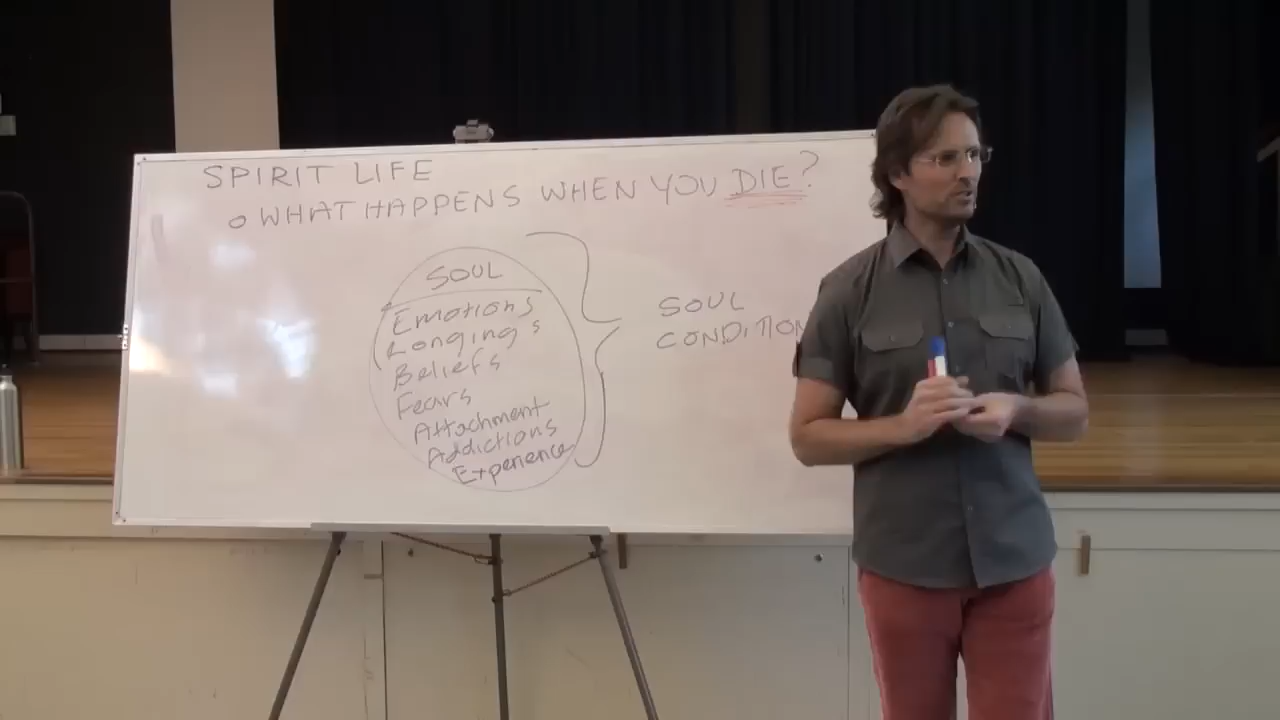 SPIRIT LIFE
o WHAT HAPPENS WHEN YOU DIE?
SOUL
Emotions
Longings
Beliefs
Fears
Attachment
Addictions
Experience
SOUL
CONDITION